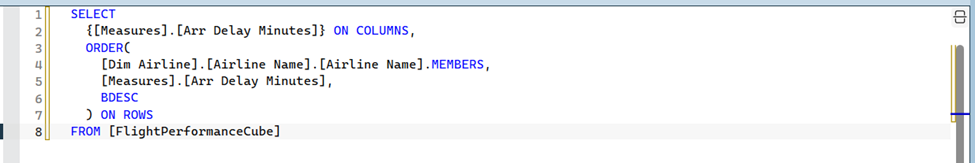 1 SELECT
2 {[Measures].[Arr Delay Minutes]} ON COLUMNS,
3 ORDER(
4 [Dim Airline].[Airline Name].[Airline Name].MEMBERS,
5 [Measures].[Arr Delay Minutes],
6 BDESC
7 ) ON ROWS
8 FROM [FlightPerformanceCube]